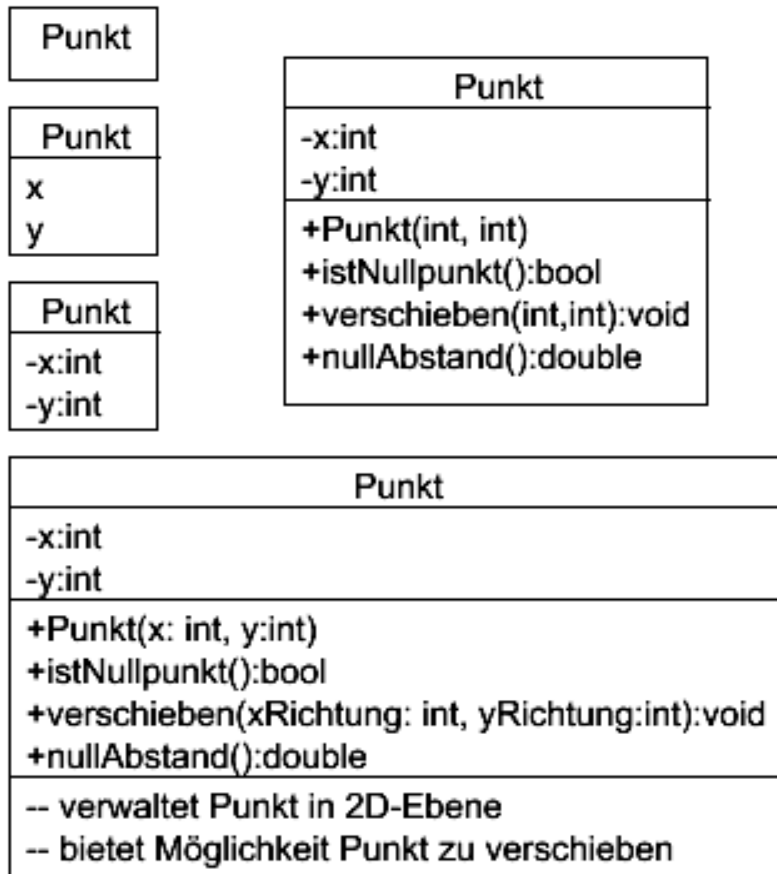 Punkt
Punkt
x
y
Punkt
-x:int
-y:int
Punkt
-x:int
-y:int
+Punkt(int, int)
+istNullpunkt():bool
+verschieben(int,int):void
+nullAbstand():double
Punkt
-x:int
-y:int
+Punkt(x: int, y:int)
+istNullpunkt():bool
+verschieben(xRichtung: int, yRichtung:int):void
+nullAbstand():double
-- verwaltet Punkt in 2D-Ebene
-- bietet Möglichkeit Punkt zu verschieben